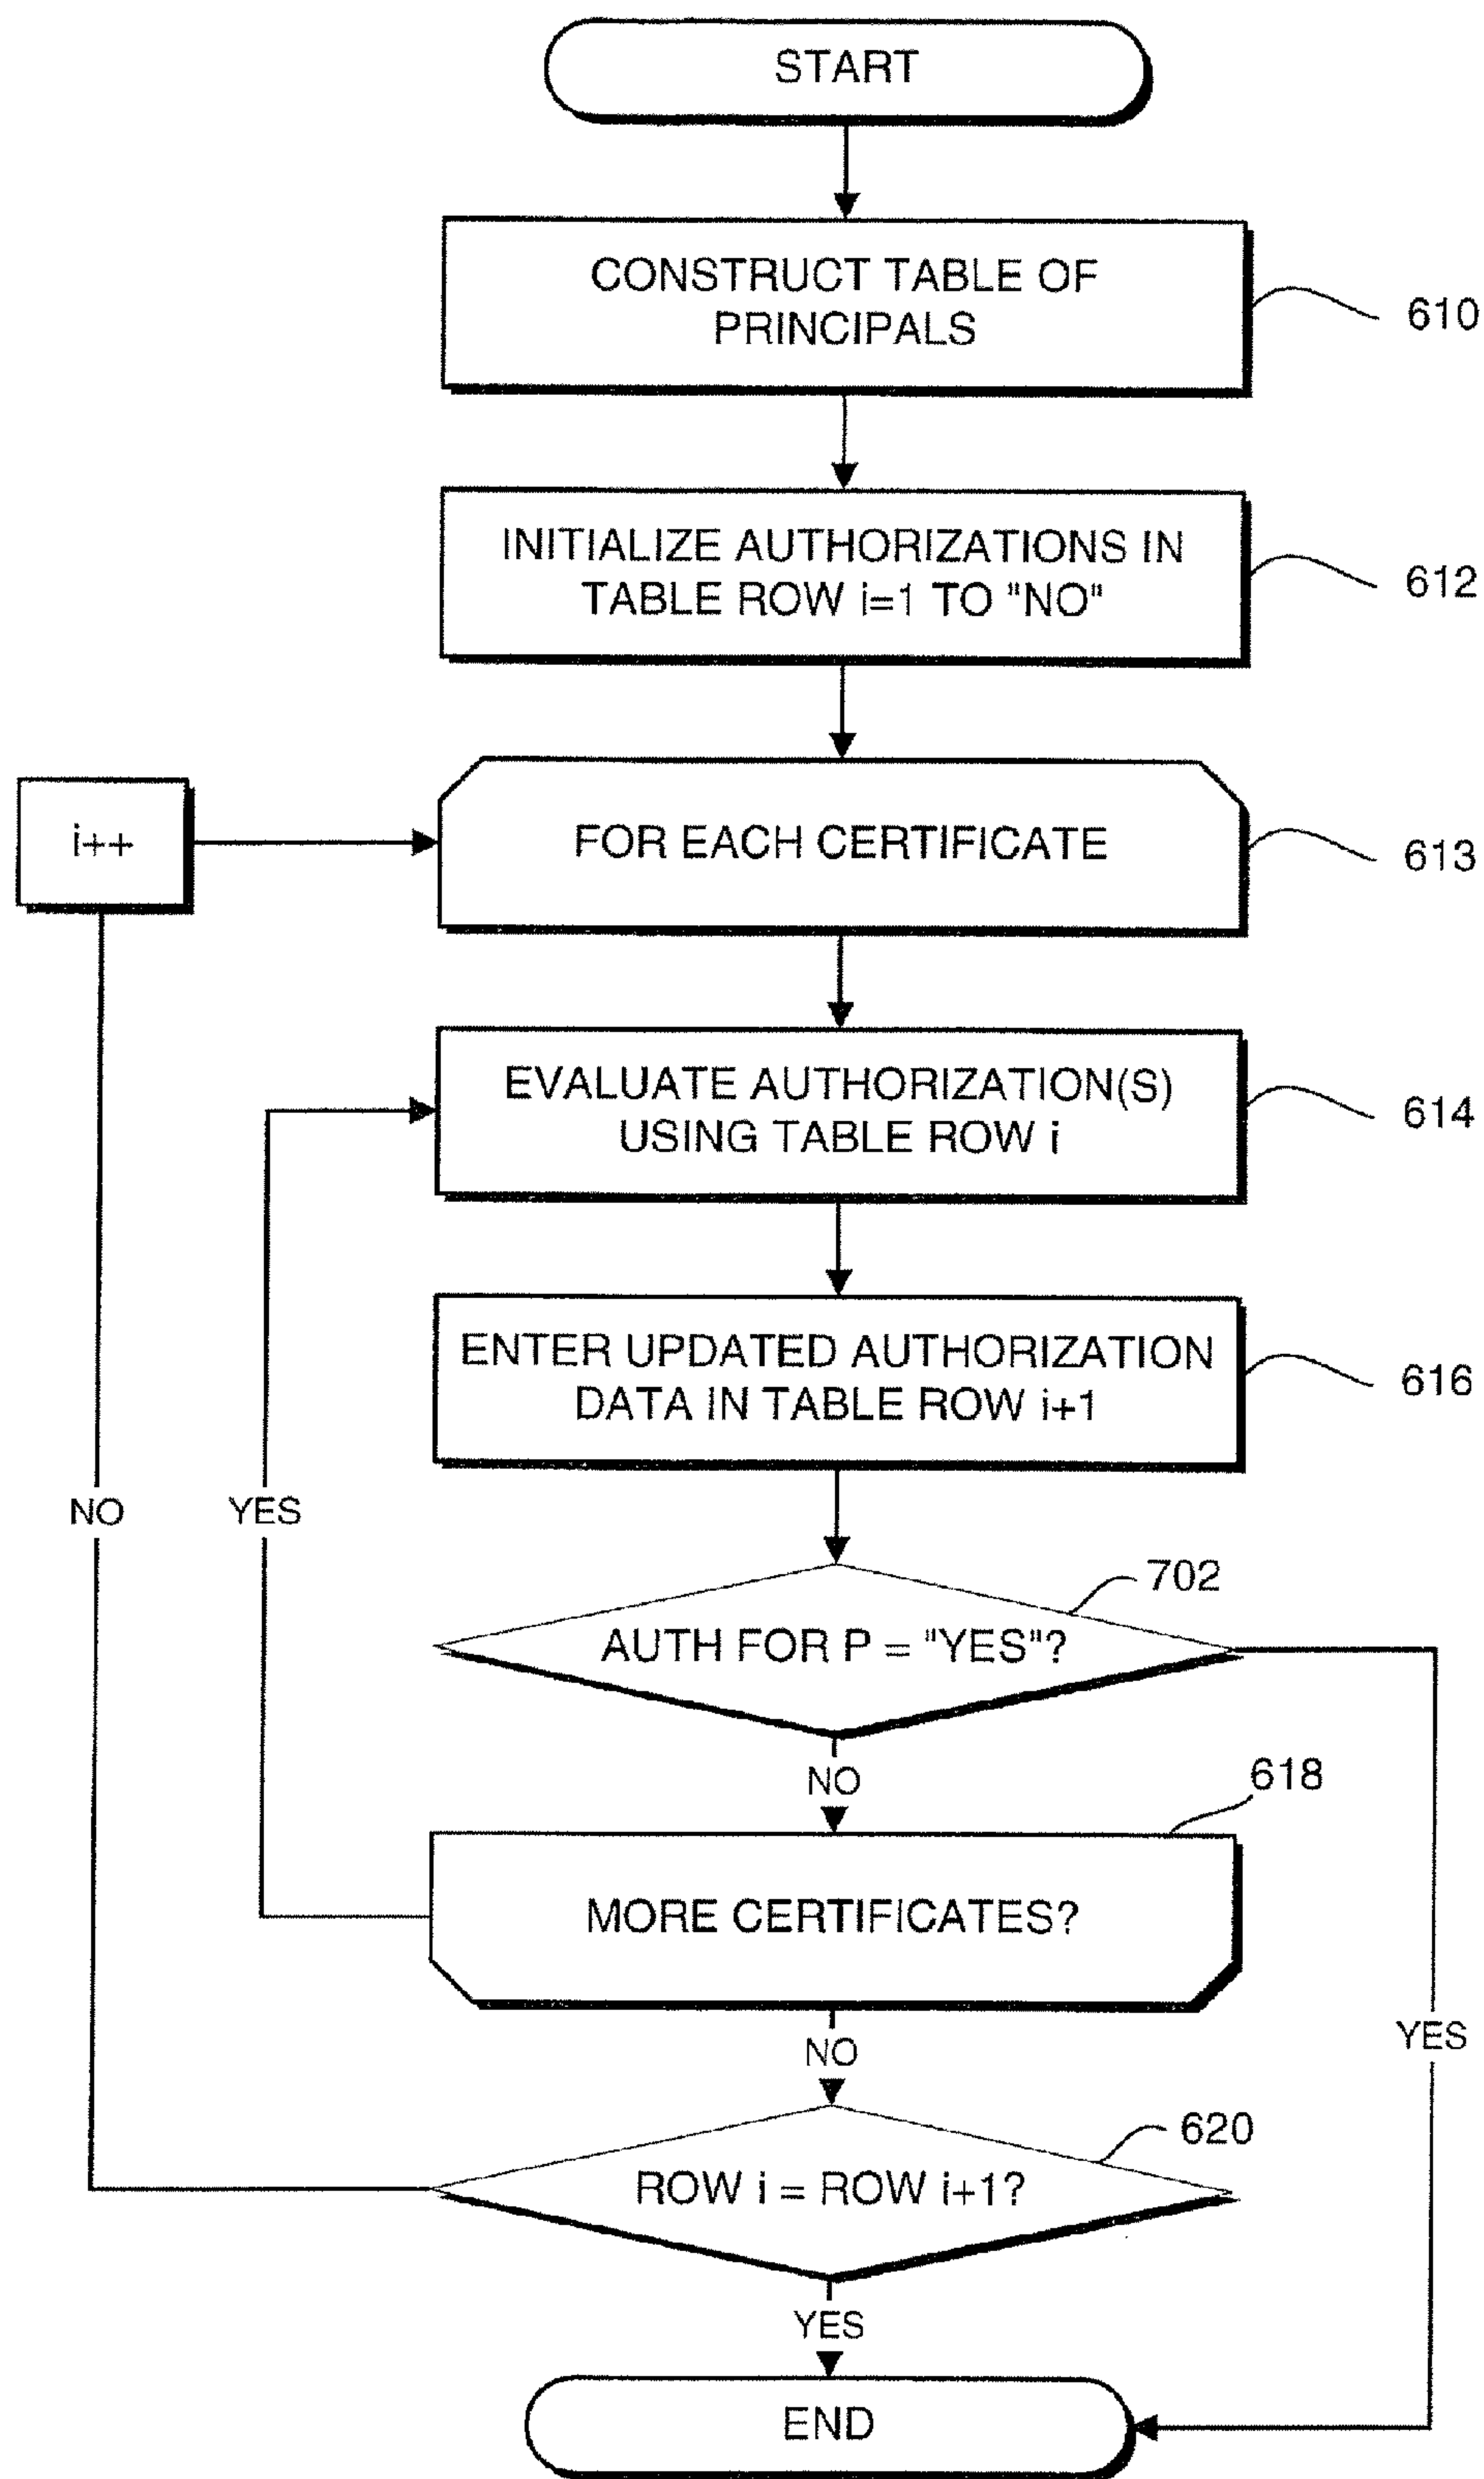 START
CONSTRUCT TABLE OF
PRINCIPALS
610
INITIALIZE AUTHORIZATIONS IN
TABLE ROW i=1 TO "NO"
612
i++
FOR EACH CERTIFICATE
613
EVALUATE AUTHORIZATION(S)
USING TABLE ROW i
614
ENTER UPDATED AUTHORIZATION
DATA IN TABLE ROW i+1
616
NO
YES
702
AUTH FOR P = "YES"?
NO
618
MORE CERTIFICATES?
YES
NO
620
ROW i = ROW i+1?
YES
END